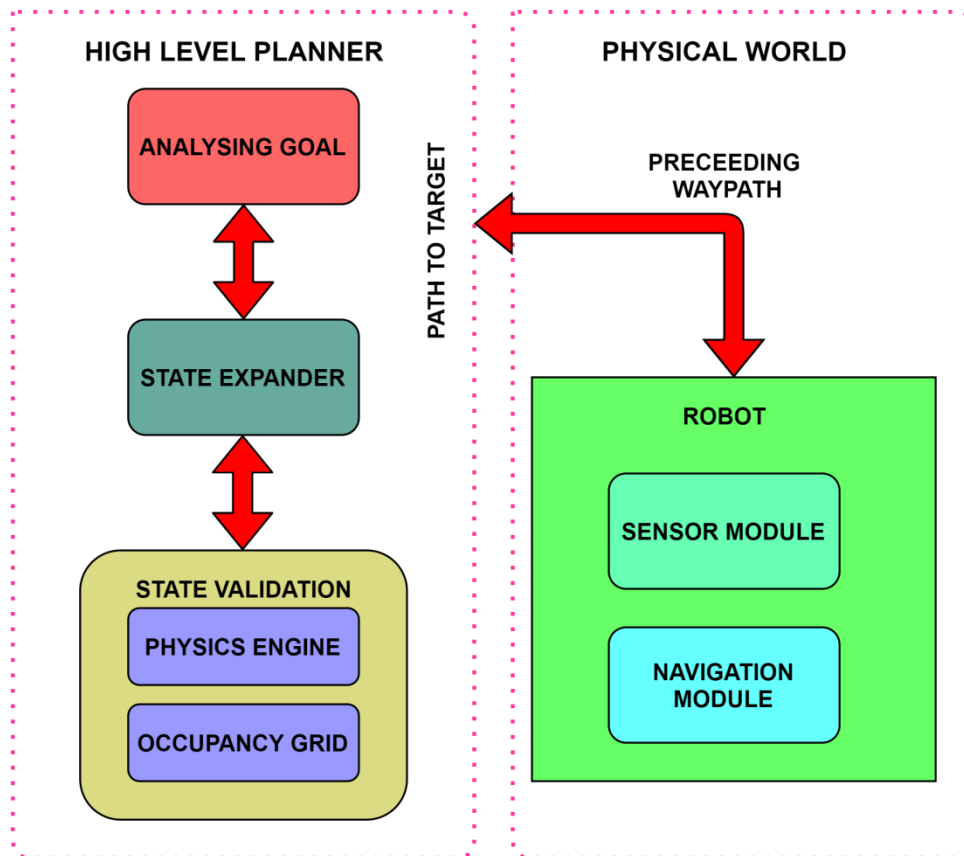 HIGH LEVEL PLANNER
ANALYSING GOAL
STATE EXPANDER
STATE VALIDATION
PHYSICS ENGINE
OCCUPANCY GRID
PATH TO TARGET
PHYSICAL WORLD
PRECEEDING
WAYPATH
ROBOT
SENSOR MODULE
NAVIGATION
MODULE